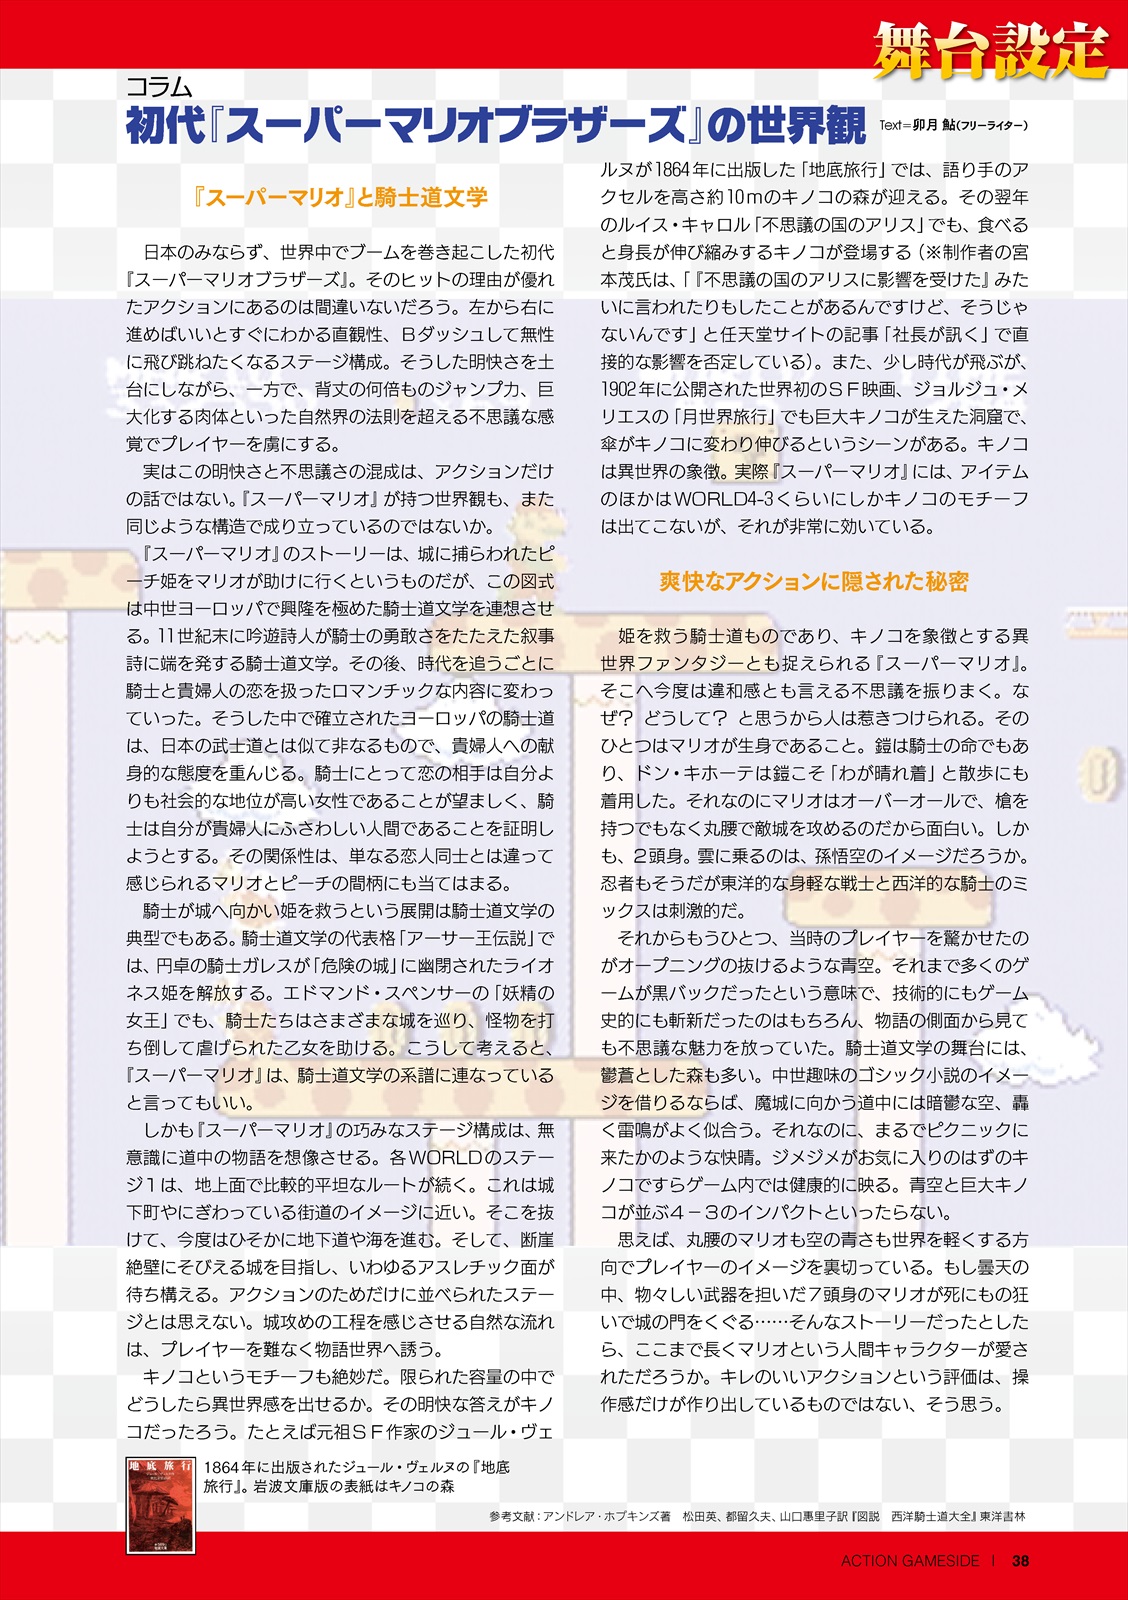 舞台設定
コラム
初代『スーパーマリオブラザーズ』の世界観
Text=卯月 鮎(フリーライター)
『スーパーマリオ』と騎士道文学
日本のみならず、世界中でブームを巻き起こした初代
『スーパーマリオブラザーズ』。そのヒットの理由が優れ
たアクションにあるのは間違いないだろう。左から右に
進めばいいとすぐにわかる直観性、Bダッシュして無性
に飛び跳ねたくなるステージ構成。そうした明快さを土
台にしながら、一方で、背丈の何倍ものジャンプ力、巨
大化する肉体といった自然界の法則を超える不思議な感
覚でプレイヤーを虜にする。
実はこの明快さと不思議さの混成は、アクションだけ
の話ではない。『スーパーマリオ』が持つ世界観も、また
同じような構造で成り立っているのではないか。
『スーパーマリオ』のストーリーは、城に捕らわれたピ
ーチ姫をマリオが助けに行くというものだが、この図式
は中世ヨーロッパで興隆を極めた騎士道文学を連想させ
る。11世紀末に吟遊詩人が騎士の勇敢さをたたえた叙事
詩に端を発する騎士道文学。その後、時代を追うごとに
騎士と貴婦人の恋を扱ったロマンチックな内容に変わっ
ていった。そうした中で確立されたヨーロッパの騎士道
は、日本の武士道とは似て非なるもので、貴婦人への献
身的な態度を重んじる。騎士にとって恋の相手は自分よ
りも社会的な地位が高い女性であることが望ましく、騎
士は自分が貴婦人にふさわしい人間であることを証明し
ようとする。その関係性は、単なる恋人同士とは違って
感じられるマリオとピーチの間柄にも当てはまる。
騎士が城へ向かい姫を救うという展開は騎士道文学の
典型でもある。騎士道文学の代表格「アーサー王伝説」で
は、円卓の騎士ガレスが「危険の城」に幽閉されたライオ
ネス姫を解放する。エドマンド・スペンサーの「妖精の
女王」でも、騎士たちはさまざまな城を巡り、怪物を打
ち倒して虐げられた乙女を助ける。こうして考えると、
『スーパーマリオ』は、騎士道文学の系譜に連なっている
と言ってもいい。
しかも『スーパーマリオ』の巧みなステージ構成は、無
意識に道中の物語を想像させる。各WORLDのステー
ジ1は、地上面で比較的平坦なルートが続く。これは城
下町やにぎわっている街道のイメージに近い。そこを抜
けて、今度はひそかに地下道や海を進む。そして、断崖
絶壁にそびえる城を目指し、いわゆるアスレチック面が
待ち構える。アクションのためだけに並べられたステー
ジとは思えない。城攻めの工程を感じさせる自然な流れ
は、プレイヤーを難なく物語世界へ誘う。
キノコというモチーフも絶妙だ。限られた容量の中で
どうしたら異世界感を出せるか。その明快な答えがキノ
コだったろう。たとえば元祖SF作家のジュール・ヴェ
ルヌが1864年に出版した「地底旅行」では、語り手のア
クセルを高さ約10mのキノコの森が迎える。その翌年
のルイス・キャロル「不思議の国のアリス」でも、食べる
と身長が伸び縮みするキノコが登場する（※制作者の宮
本茂氏は、「『不思議の国のアリスに影響を受けた』みた
いに言われたりもしたことがあるんですけど、そうじゃ
ないんです」と任天堂サイトの記事「社長が訊く」で直
接的な影響を否定している）。また、少し時代が飛ぶが、
1902年に公開された世界初のSF映画、ジョルジュ・メ
リエスの「月世界旅行」でも巨大キノコが生えた洞窟で、
傘がキノコに変わり伸びるというシーンがある。キノコ
は異世界の象徴。実際『スーパーマリオ』には、アイテム
のほかはWORLD4-3くらいにしかキノコのモチーフ
は出てこないが、それが非常に効いている。
爽快なアクションに隠された秘密
姫を救う騎士道ものであり、キノコを象徴とする異
世界ファンタジーとも捉えられる『スーパーマリオ』。
そこへ今度は違和感とも言える不思議を振りまく。な
ぜ? どうして? と思うから人は惹きつけられる。その
ひとつはマリオが生身であること。鎧は騎士の命でもあ
り、ドン・キホーテは鎧こそ「わが晴れ着」と散歩にも
着用した。それなのにマリオはオーバーオールで、槍を
持つでもなく丸腰で敵城を攻めるのだから面白い。しか
も、2頭身。雲に乗るのは、孫悟空のイメージだろうか。
忍者もそうだが東洋的な身軽な戦士と西洋的な騎士のミ
ックスは刺激的だ。
それからもうひとつ、当時のプレイヤーを驚かせたの
がオープニングの抜けるような青空。それまで多くのゲ
ームが黒バックだったという意味で、技術的にもゲーム
史的にも斬新だったのはもちろん、物語の側面から見て
も不思議な魅力を放っていた。騎士道文学の舞台には、
鬱蒼とした森も多い。中世趣味のゴシック小説のイメー
ジを借りるならば、魔城に向かう道中には暗鬱な空、轟
く雷鳴がよく似合う。それなのに、まるでピクニックに
来たかのような快晴。ジメジメがお気に入りのはずのキ
ノコですらゲーム内では健康的に映る。青空と巨大キノ
コが並ぶ4－3のインパクトといったらない。
思えば、丸腰のマリオも空の青さも世界を軽くする方
向でプレイヤーのイメージを裏切っている。もし曇天の
中、物々しい武器を担いだ7頭身のマリオが死にもの狂
いで城の門をくぐる……そんなストーリーだったとした
ら、ここまで長くマリオという人間キャラクターが愛さ
れただろうか。キレのいいアクションという評価は、操
作感だけが作り出しているものではない、そう思う。
地底旅行
1864年に出版されたジュール・ヴェルヌの『地底
旅行』。岩波文庫版の表紙はキノコの森
参考文献：アンドレア・ホプキンズ著　松田英、都留久夫、山口惠里子訳『図説　西洋騎士道大全』東洋書林
ACTION GAMESIDE | 38